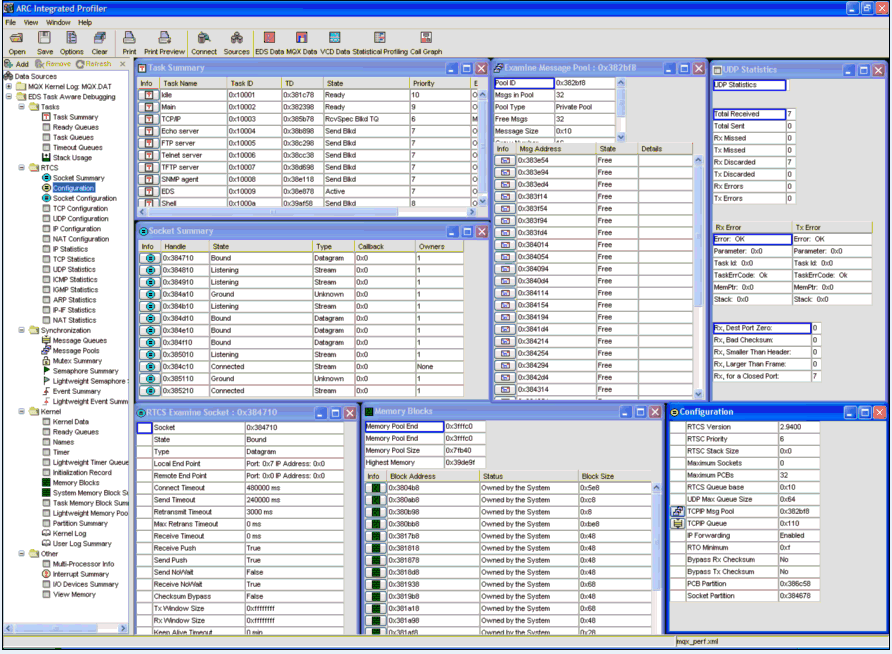 ARC Integrated Profiler
File View Window Help
Open Save Options Clear Print Print Preview Connect Sources EDS Data MQX Data VCD Data Statistical Profiling Call Graph
Add Remove Refresh
Data Sources
MQX Kernel Log: MQX.DAT
EDS Task Aware Debugging
Tasks
Task Summary
Ready Queues
Task Queues
Timeout Queues
Stack Usage
RTCS
Socket Summary
Configuration
Socket Configuration
TCP Configuration
UDP Configuration
IP Configuration
NAT Configuration
IP Statistics
TCP Statistics
UDP Statistics
ICMP Statistics
IGMP Statistics
ARP Statistics
IP-IF Statistics
NAT Statistics
Synchronization
Message Queues
Message Pools
Mutex Summary
Semaphore Summary
Lightweight Semaphore
Event Summary
Lightweight Event Summ
Kernel
Kernel Data
Ready Queues
Names
Timer
Lightweight Timer Queue
Initialization Record
Memory Blocks
System Memory Block S
Task Memory Block Sum
Lightweight Memory Poo
Partition Summary
Kernel Log
User Log Summary
Other
Multi-Processor Info
Interrupt Summary
I/O Devices Summary
View Memory
Task Summary
Info Task Name Task ID TD State Priority E
Idle 0x10001 0x381c78 Ready 10 O
Main 0x10002 0x382398 Ready 9 O
TCP/IP 0x10003 0x385b78 RcvSpec Blkd TQ 6 M
Echo server 0x10004 0x38b898 Send Blkd 7 O
FTP server 0x10005 0x38c298 Send Blkd 7 O
Telnet server 0x10006 0x38cc38 Send Blkd 7 O
TFTP server 0x10007 0x38d698 Send Blkd 7 O
SNMP agent 0x10008 0x38e118 Send Blkd 7 O
EDS 0x10009 0x38e878 Active 7 O
Shell 0x1000a 0x39af58 Send Blkd 8 O
Socket Summary
Info Handle State Type Callback Owners
0x384710 Bound Datagram 0x0 1
0x384810 Listening Stream 0x0 1
0x384910 Listening Stream 0x0 1
0x384a10 Ground Unknown 0x0 1
0x384b10 Listening Stream 0x0 1
0x384d10 Bound Datagram 0x0 1
0x384e10 Bound Datagram 0x0 1
0x384f10 Bound Datagram 0x0 1
0x385010 Listening Stream 0x0 1
0x384c10 Connected Stream 0x0 None
0x385110 Ground Unknown 0x0 1
0x385210 Connected Stream 0x0 1
Examine Message Pool : 0x382bf8
Pool ID 0x382bf8
Msgs in Pool 32
Pool Type Private Pool
Free Msgs 32
Message Size 0x10
Info Msg Address State Details
0x383e54 Free
0x383e94 Free
0x383ed4 Free
0x383f14 Free
0x383f54 Free
0x383f94 Free
0x383fd4 Free
0x384014 Free
0x384054 Free
0x384094 Free
0x3840d4 Free
0x384114 Free
0x384154 Free
0x384194 Free
0x3841d4 Free
0x384214 Free
0x384254 Free
0x384294 Free
0x3842d4 Free
0x384314 Free
UDP Statistics
UDP Statistics
Total Received 7
Total Sent 0
Rx Missed 0
Tx Missed 0
Rx Discarded 7
Tx Discarded 0
Rx Errors 0
Tx Errors 0
Rx Error Tx Error
Error: OK Error: OK
Parameter: 0x0 Parameter: 0x0
Task Id: 0x0 Task Id: 0x0
TaskErrCode: Ok TaskErrCode: Ok
MemPtr: 0x0 MemPtr: 0x0
Stack: 0x0 Stack: 0x0
Rx, Dest Port Zero: 0
Rx, Bad Checksum: 0
Rx, Smaller Than Header: 0
Rx, Larger Than Frame: 0
Rx, for a Closed Port: 7
RTCS Examine Socket : 0x384710
Socket 0x384710
State Bound
Type Datagram
Local End Point Port: 0x7 IP Address: 0x0
Remote End Point Port: 0x0 IP Address: 0x0
Connect Timeout 480000 ms
Send Timeout 240000 ms
Retransmit Timeout 3000 ms
Max Retrans Timeout 0 ms
Receive Timeout 0 ms
Receive Push True
Send Push True
Send NoWait False
Receive NoWait True
Checksum Bypass False
Tx Window Size 0xffffffff
Rx Window Size 0xffffffff
Keep Alive Timeout 0 min
Memory Blocks
Memory Pool End 0x3fffc0
Memory Pool End 0x3fffc0
Memory Pool Size 0x7fb40
Highest Memory 0x39de9f
Info Block Address Status Block Size
0x3804b8 Owned by the System 0x5e8
0x380ab8 Owned by the System 0xc8
0x380b98 Owned by the System 0x8
0x380bb8 Owned by the System 0xbe8
0x3817b8 Owned by the System 0x48
0x381818 Owned by the System 0x48
0x381878 Owned by the System 0x48
0x3818d8 Owned by the System 0x48
0x381938 Owned by the System 0x68
0x3819b8 Owned by the System 0x48
0x381a18 Owned by the System 0x68
0x381a98 Owned by the System 0x48
0x381af8 Owned by the System 0x28
Configuration
RTCS Version 2.9400
RTSC Priority 6
RTSC Stack Size 0x0
Maximum Sockets 0
Maximum PCBs 32
RTCS Queue base 0x10
UDP Max Queue Size 0x64
TCPIP Msg Pool 0x382bf8
TCPIP Queue 0x110
IP Forwarding Enabled
RTO Minimum 0xf
Bypass Rx Checksum No
Bypass Tx Checksum No
PCB Partition 0x386c58
Socket Partition 0x384678
mqx_perf.xml